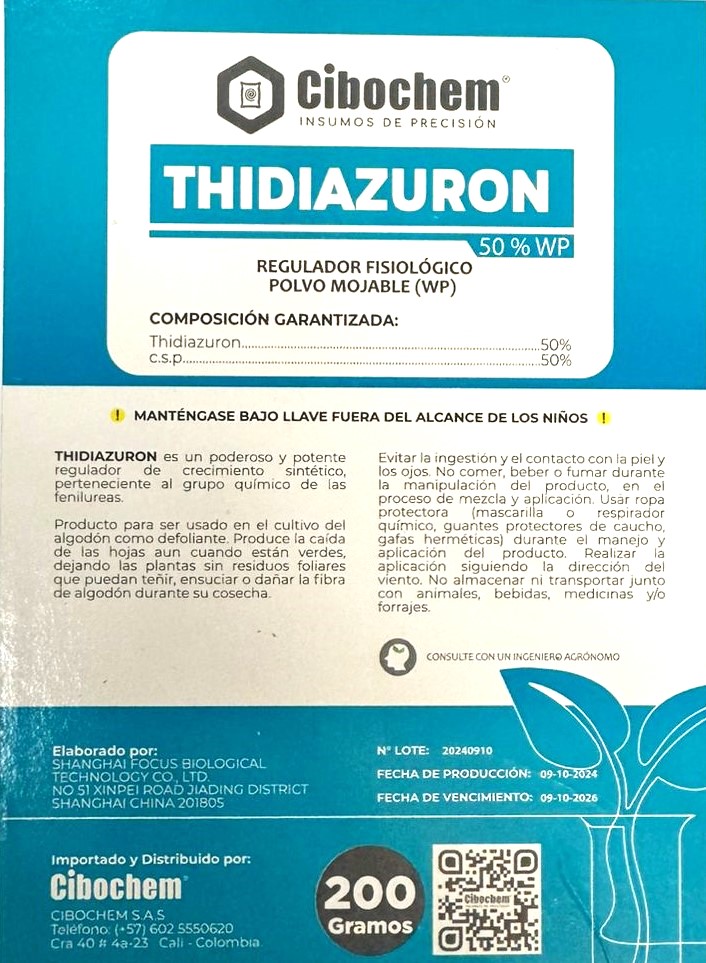 Cibochem®
INSUMOS DE PRECISIÓN
THIDIAZURON
50 % WP
REGULADOR FISIOLÓGICO
POLVO MOJABLE (WP)
COMPOSICIÓN GARANTIZADA:
Thidiazuron..............................................................50%
c.s.p..........................................................................50%
! MANTÉNGASE BAJO LLAVE FUERA DEL ALCANCE DE LOS NIÑOS !
THIDIAZURON es un poderoso y potente
regulador de crecimiento sintético,
perteneciente al grupo químico de las
fenilureas.
Producto para ser usado en el cultivo del
algodón como defoliante. Produce la caída
de las hojas aun cuando están verdes,
dejando las plantas sin residuos foliares
que puedan teñir, ensuciar o dañar la fibra
de algodón durante su cosecha.
Evitar la ingestión y el contacto con la piel y
los ojos. No comer, beber o fumar durante
la manipulación del producto, en el
proceso de mezcla y aplicación. Usar ropa
protectora (mascarilla o respirador
químico, guantes protectores de caucho,
gafas herméticas) durante el manejo y
aplicación del producto. Realizar la
aplicación siguiendo la dirección del
viento. No almacenar ni transportar junto
con animales, bebidas, medicinas y/o
forrajes.
CONSULTE CON UN INGENIERO AGRÓNOMO
Elaborado por:
SHANGHAI FOCUS BIOLOGICAL
TECHNOLOGY CO., LTD.
NO 51 XINPEI ROAD JIADING DISTRICT
SHANGHAI CHINA 201805
N° LOTE: 20240910
FECHA DE PRODUCCIÓN: 09-10-2024
FECHA DE VENCIMIENTO: 09-10-2026
Importado y Distribuido por:
Cibochem®
CIBOCHEM S.A.S
Teléfono: (+57) 602 5550620
Cra 40 # 4a-23 Cali - Colombia
200
Gramos
Cibochem